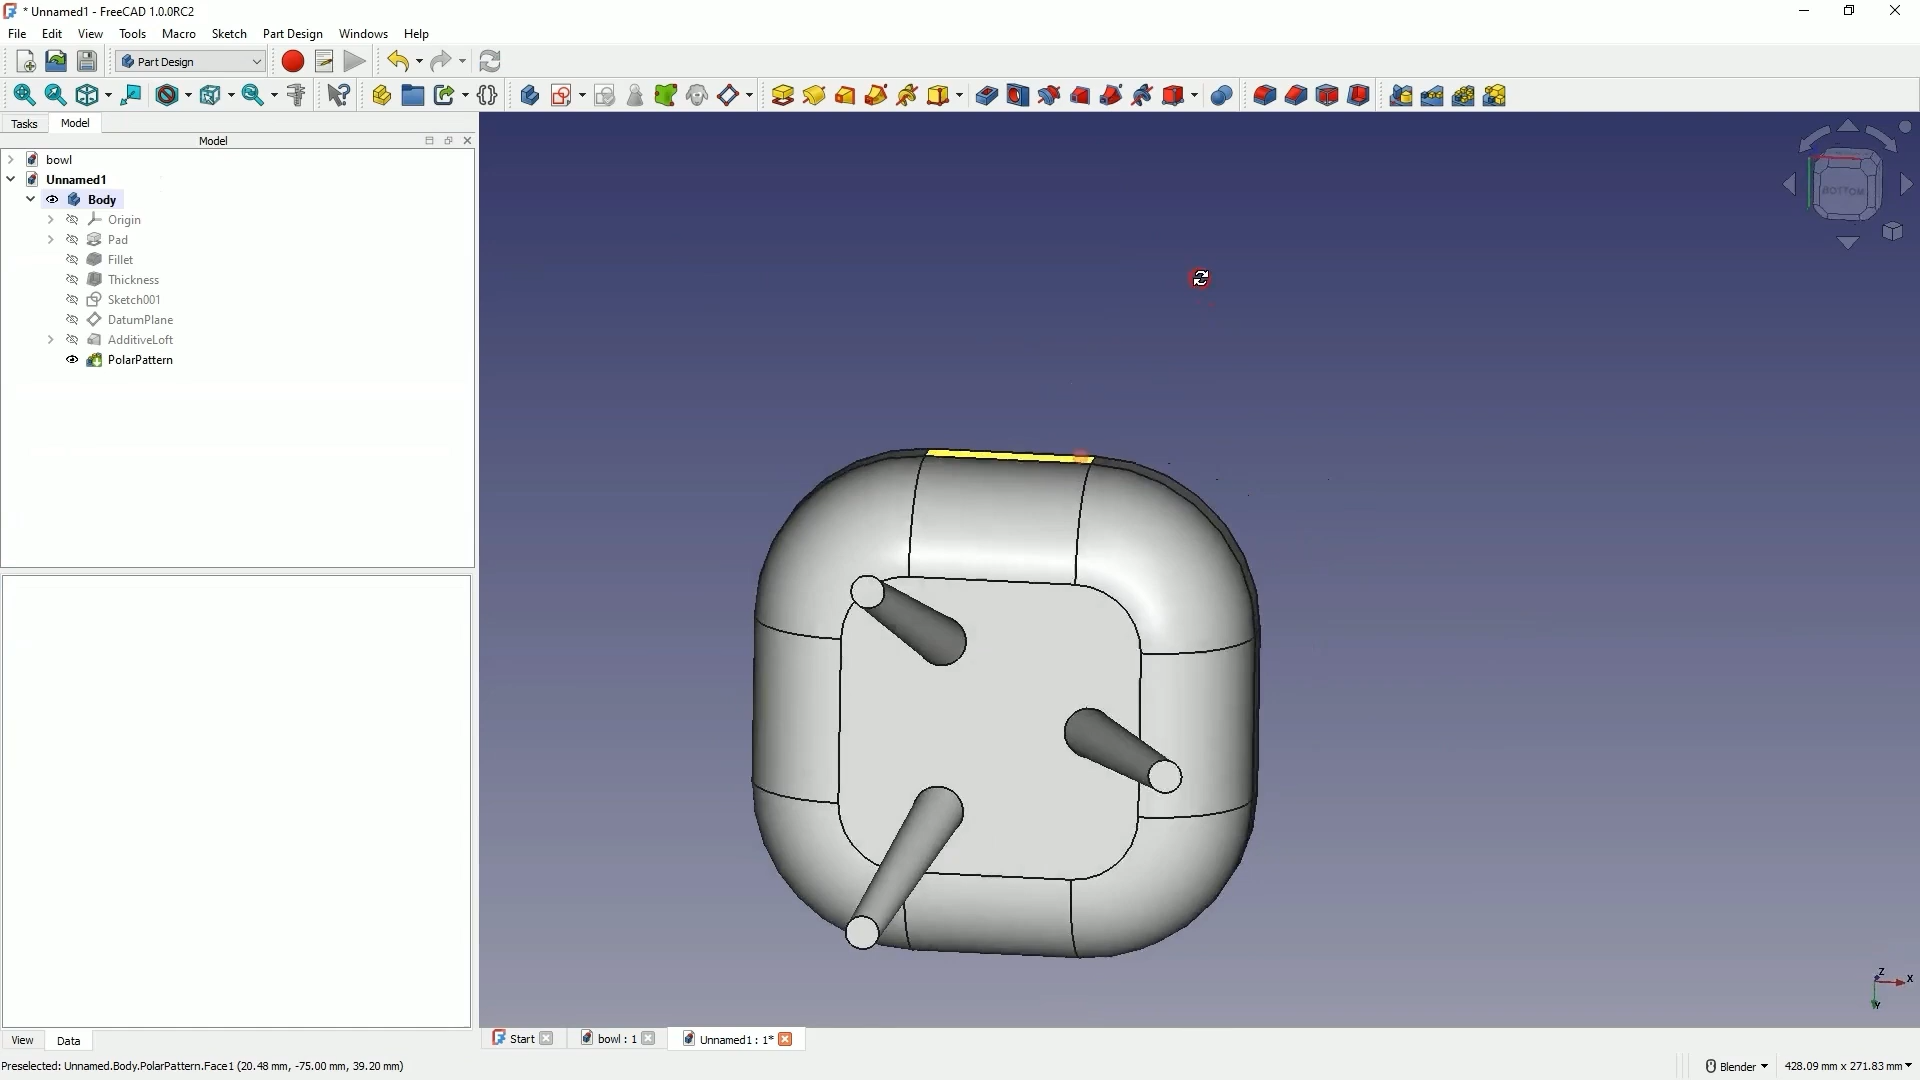 * Unnamed1 - FreeCAD 1.0.0RC2
File Edit View Tools Macro Sketch Part Design Windows Help
Part Design
Tasks Model
Model
bowl
Unnamed1
Body
Origin
Pad
Fillet
Thickness
Sketch001
DatumPlane
AdditiveLoft
PolarPattern
BOTTOM
Z
X
Y
View Data
Start bowl : 1 Unnamed1 : 1*
Preselected: Unnamed.Body.PolarPattern.Face1 (20.48 mm, -75.00 mm, 39.20 mm)
Blender 428.09 mm x 271.83 mm